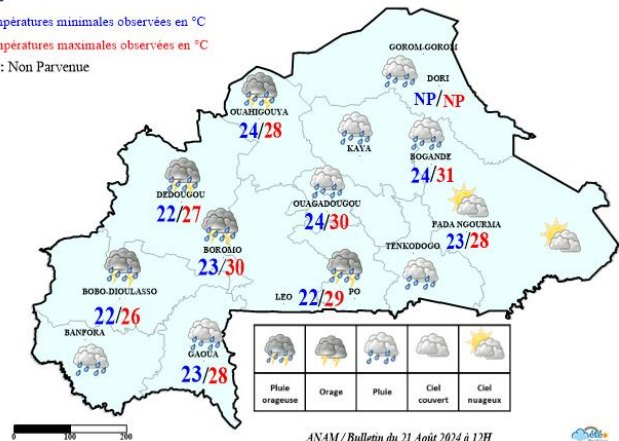 mpératures minimales observées en °C
mpératures maximales observées en °C
: Non Parvenue
GOROM-GOROM
DORI
NP/NP
OUAHIGOUYA
24/28
KAYA
BOGANDE
24/31
DEDOUGOU
22/27
OUAGADOUGOU
24/30
FADA NGOURMA
23/28
BOROMO
23/30
TENKODOGO
BOBO-DIOULASSO
22/26
LEO
22/29
PO
BANFORA
GAOUA
23/28
Pluie orageuse
Orage
Pluie
Ciel couvert
Ciel nuageux
0 100 200
ANAM / Bulletin du 21 Août 2024 à 12H